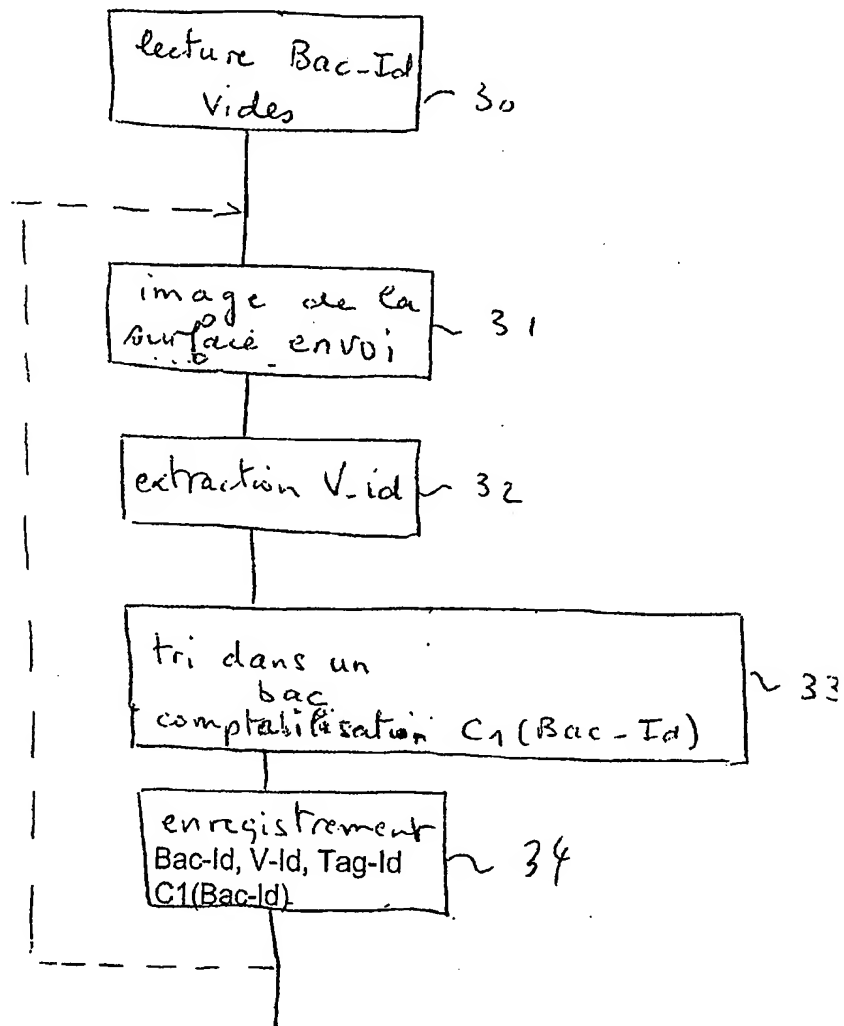 lecture Bac-Id
Vides
30
image de la
surface envoi
31
extraction V-id
32
tri dans un
bac
comptabilisation C1 (Bac-Id)
33
enregistrement
Bac-Id, V-Id, Tag-Id
C1(Bac-Id)
34